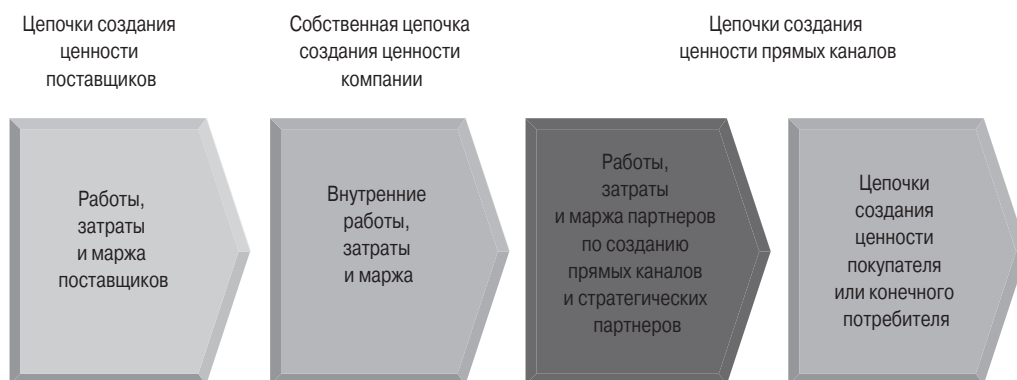 Цепочки создания
ценности
поставщиков
Собственная цепочка
создания ценности
компании
Цепочки создания
ценности прямых каналов
Работы,
затраты
и маржа
поставщиков
Внутренние
работы,
затраты
и маржа
Работы,
затраты
и маржа партнеров
по созданию
прямых каналов
и стратегических
партнеров
Цепочки
создания
ценности
покупателя
или конечного
потребителя